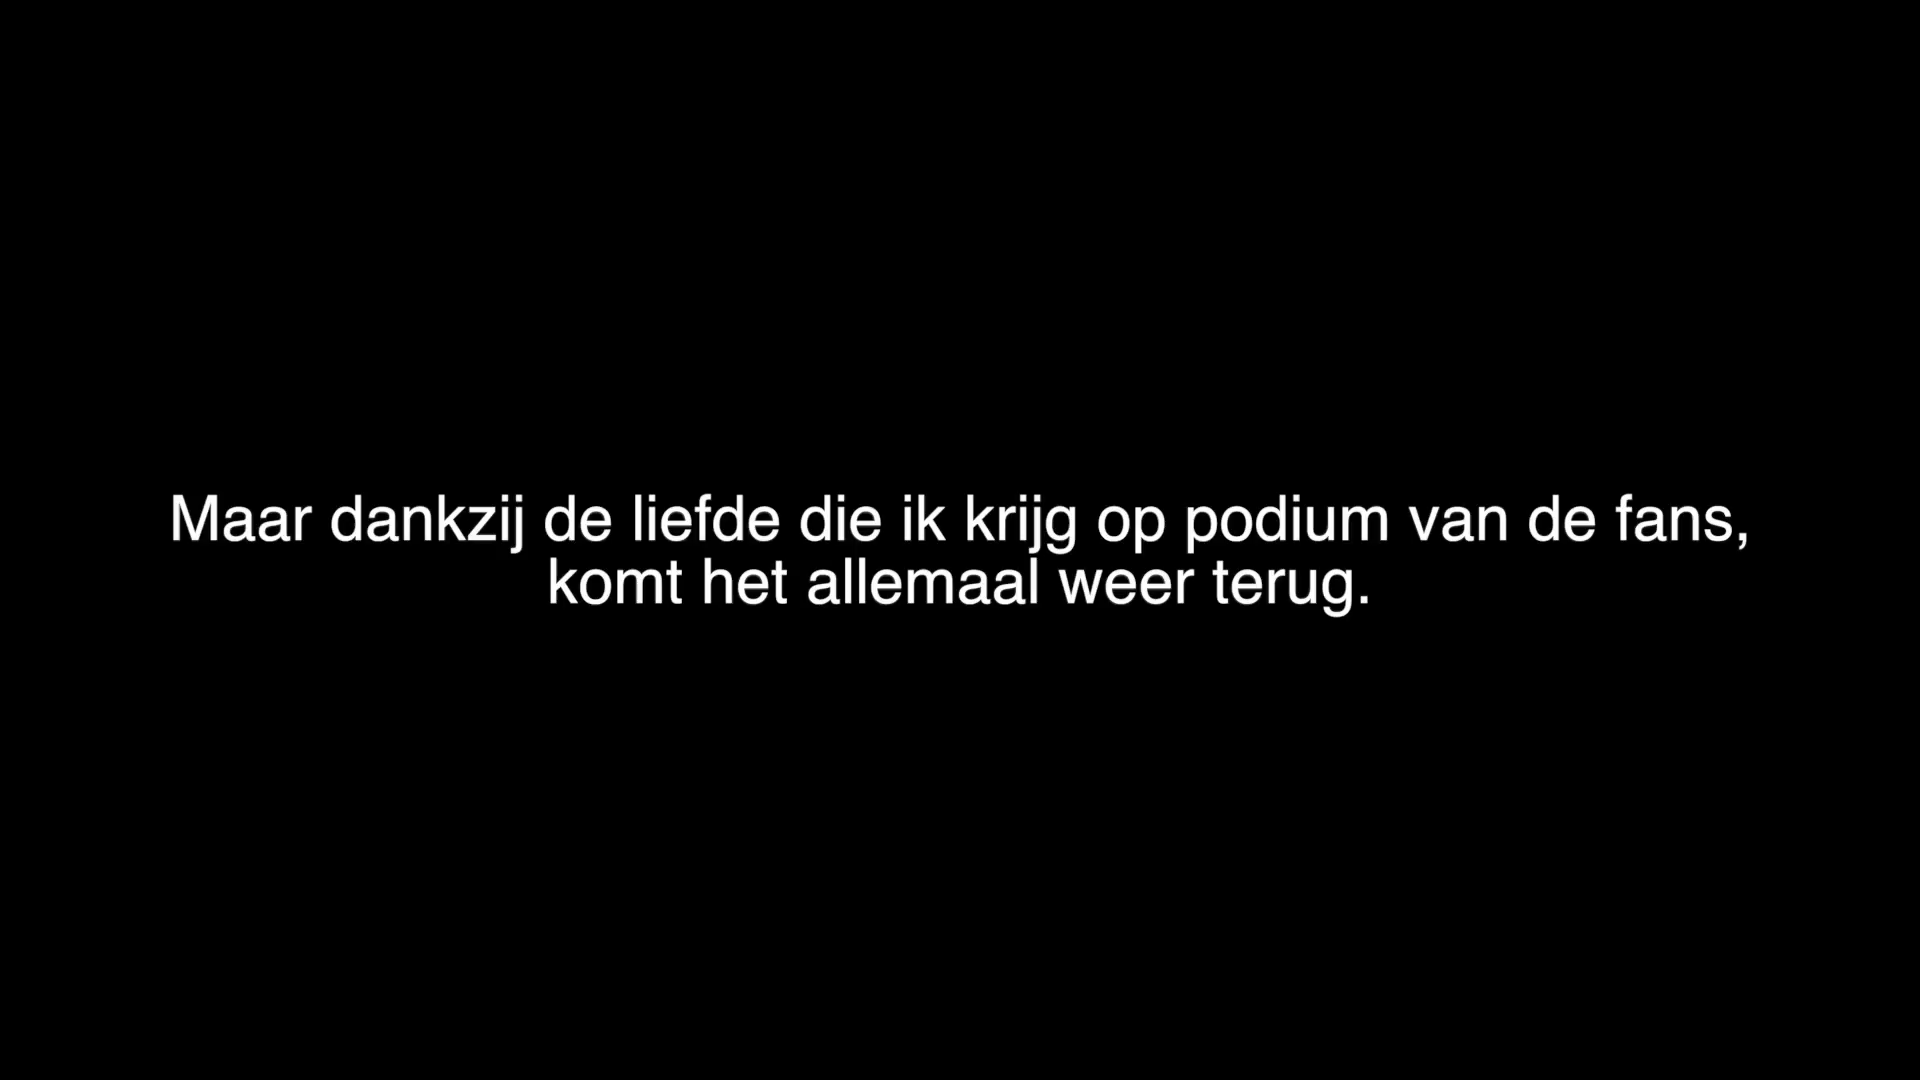 Maar dankzij de liefde die ik krijg op podium van de fans,
komt het allemaal weer terug.